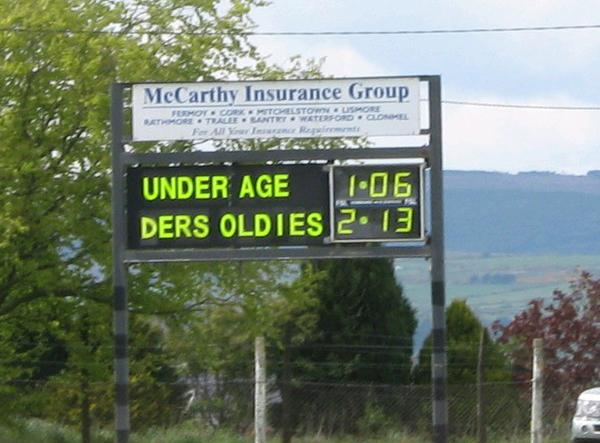 McCarthy Insurance Group
FERMOY • CORK • MITCHELSTOWN • LISMORE
RATHMORE • TRALEE • BANTRY • WATERFORD • CLONMEL
For All Your Insurance Requirements
UNDER AGE 1•06
DERS OLDIES 2•13